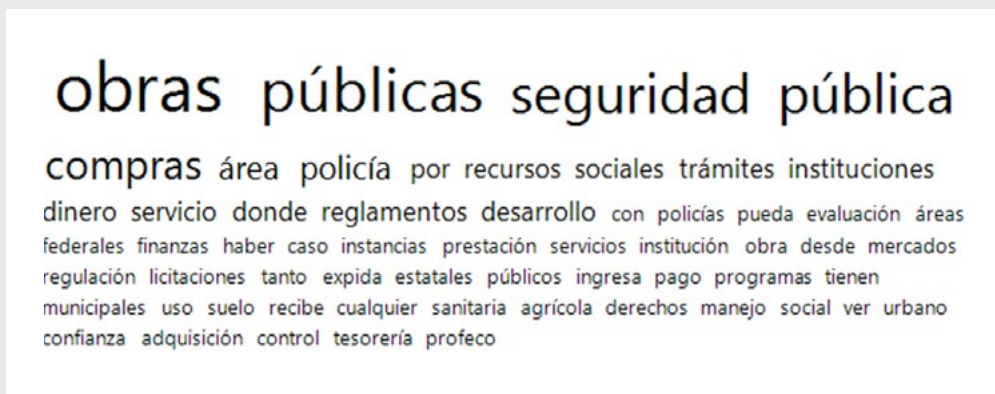 obras públicas seguridad pública
compras área policía por recursos sociales trámites instituciones
dinero servicio donde reglamentos desarrollo con policías pueda evaluación áreas
federales finanzas haber caso instancias prestación servicios institución obra desde mercados
regulación licitaciones tanto expida estatales públicos ingresa pago programas tienen
municipales uso suelo recibe cualquier sanitaria agrícola derechos manejo social ver urbano
confianza adquisición control tesorería profeco